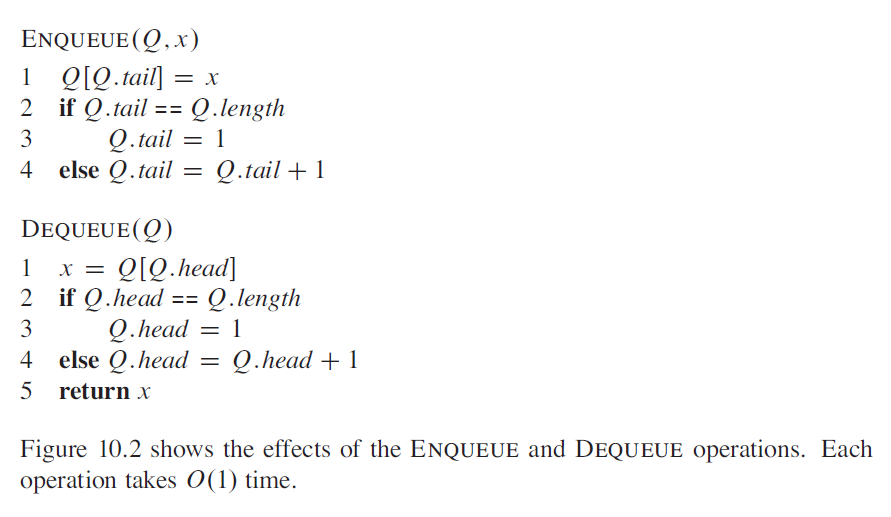 ENQUEUE(Q, x)
1 Q[Q.tail] = x
2 if Q.tail == Q.length
3 Q.tail = 1
4 else Q.tail = Q.tail + 1
DEQUEUE(Q)
1 x = Q[Q.head]
2 if Q.head == Q.length
3 Q.head = 1
4 else Q.head = Q.head + 1
5 return x
Figure 10.2 shows the effects of the ENQUEUE and DEQUEUE operations. Each
operation takes O(1) time.